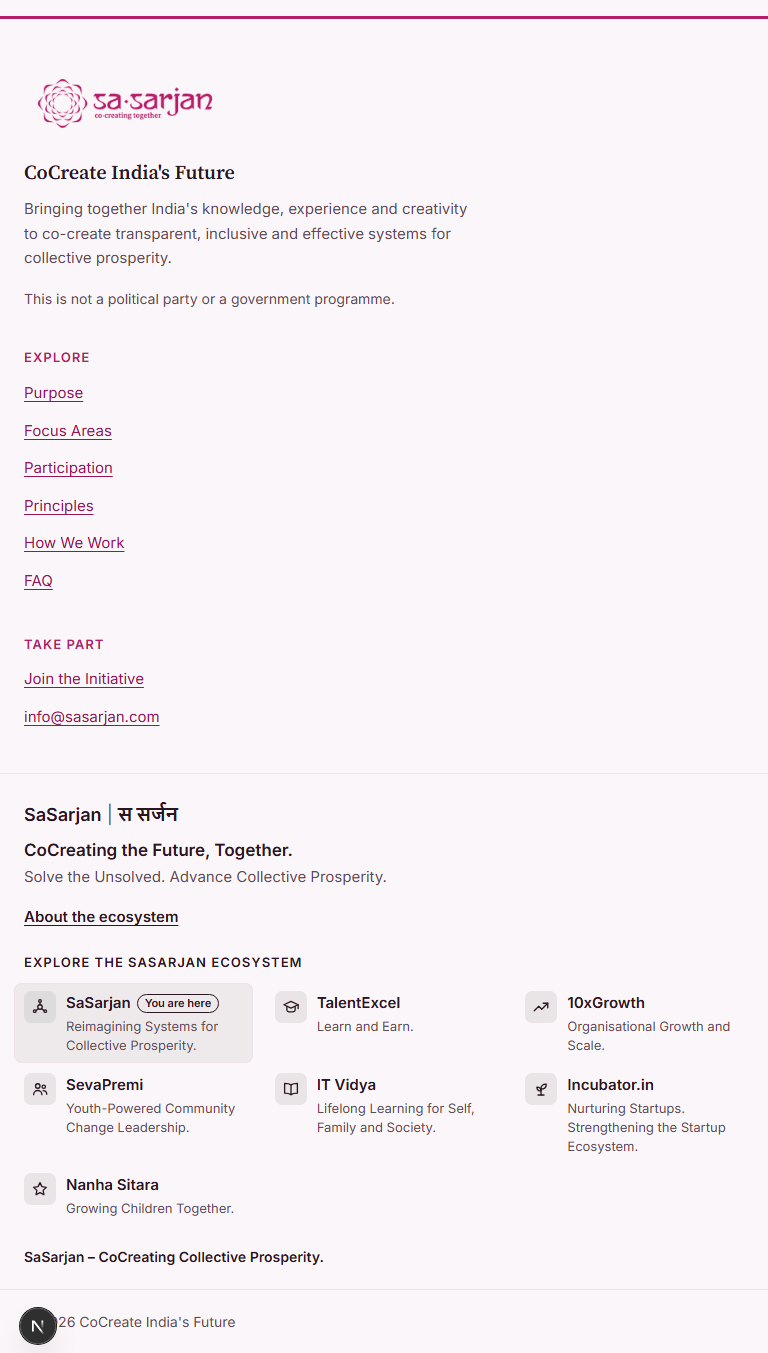 sa·sarjan
co-creating together
CoCreate India's Future
Bringing together India's knowledge, experience and creativity
to co-create transparent, inclusive and effective systems for
collective prosperity.
This is not a political party or a government programme.
EXPLORE
Purpose
Focus Areas
Participation
Principles
How We Work
FAQ
TAKE PART
Join the Initiative
info@sasarjan.com
SaSarjan | स सर्जन
CoCreating the Future, Together.
Solve the Unsolved. Advance Collective Prosperity.
About the ecosystem
EXPLORE THE SASARJAN ECOSYSTEM
SaSarjan You are here
Reimagining Systems for
Collective Prosperity.
TalentExcel
Learn and Earn.
10xGrowth
Organisational Growth and
Scale.
SevaPremi
Youth-Powered Community
Change Leadership.
IT Vidya
Lifelong Learning for Self,
Family and Society.
Incubator.in
Nurturing Startups.
Strengthening the Startup
Ecosystem.
Nanha Sitara
Growing Children Together.
SaSarjan – CoCreating Collective Prosperity.
N
26 CoCreate India's Future